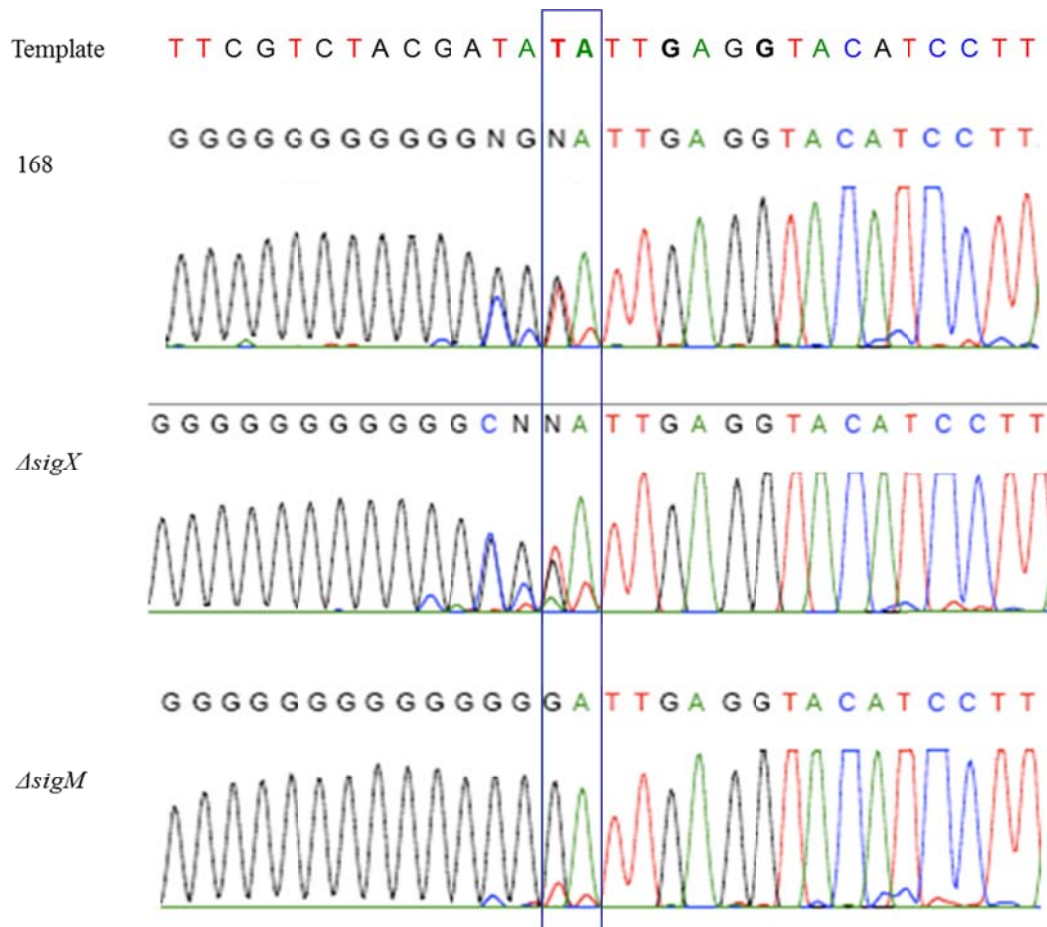 Template T T C G T C T A C G A T A T A T T G A G G T A C A T C C T T
168 G G G G G G G G G G G N G N A T T G A G G T A C A T C C T T
ΔsigX G G G G G G G G G G G C N N A T T G A G G T A C A T C C T T
ΔsigM G G G G G G G G G G G G G G A T T G A G G T A C A T C C T T